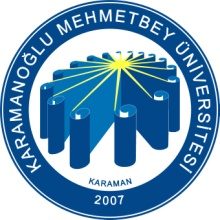 KARAMANOĞLU MEHMETBEY ÜNİVERSİTESİ
KARAMAN
2007